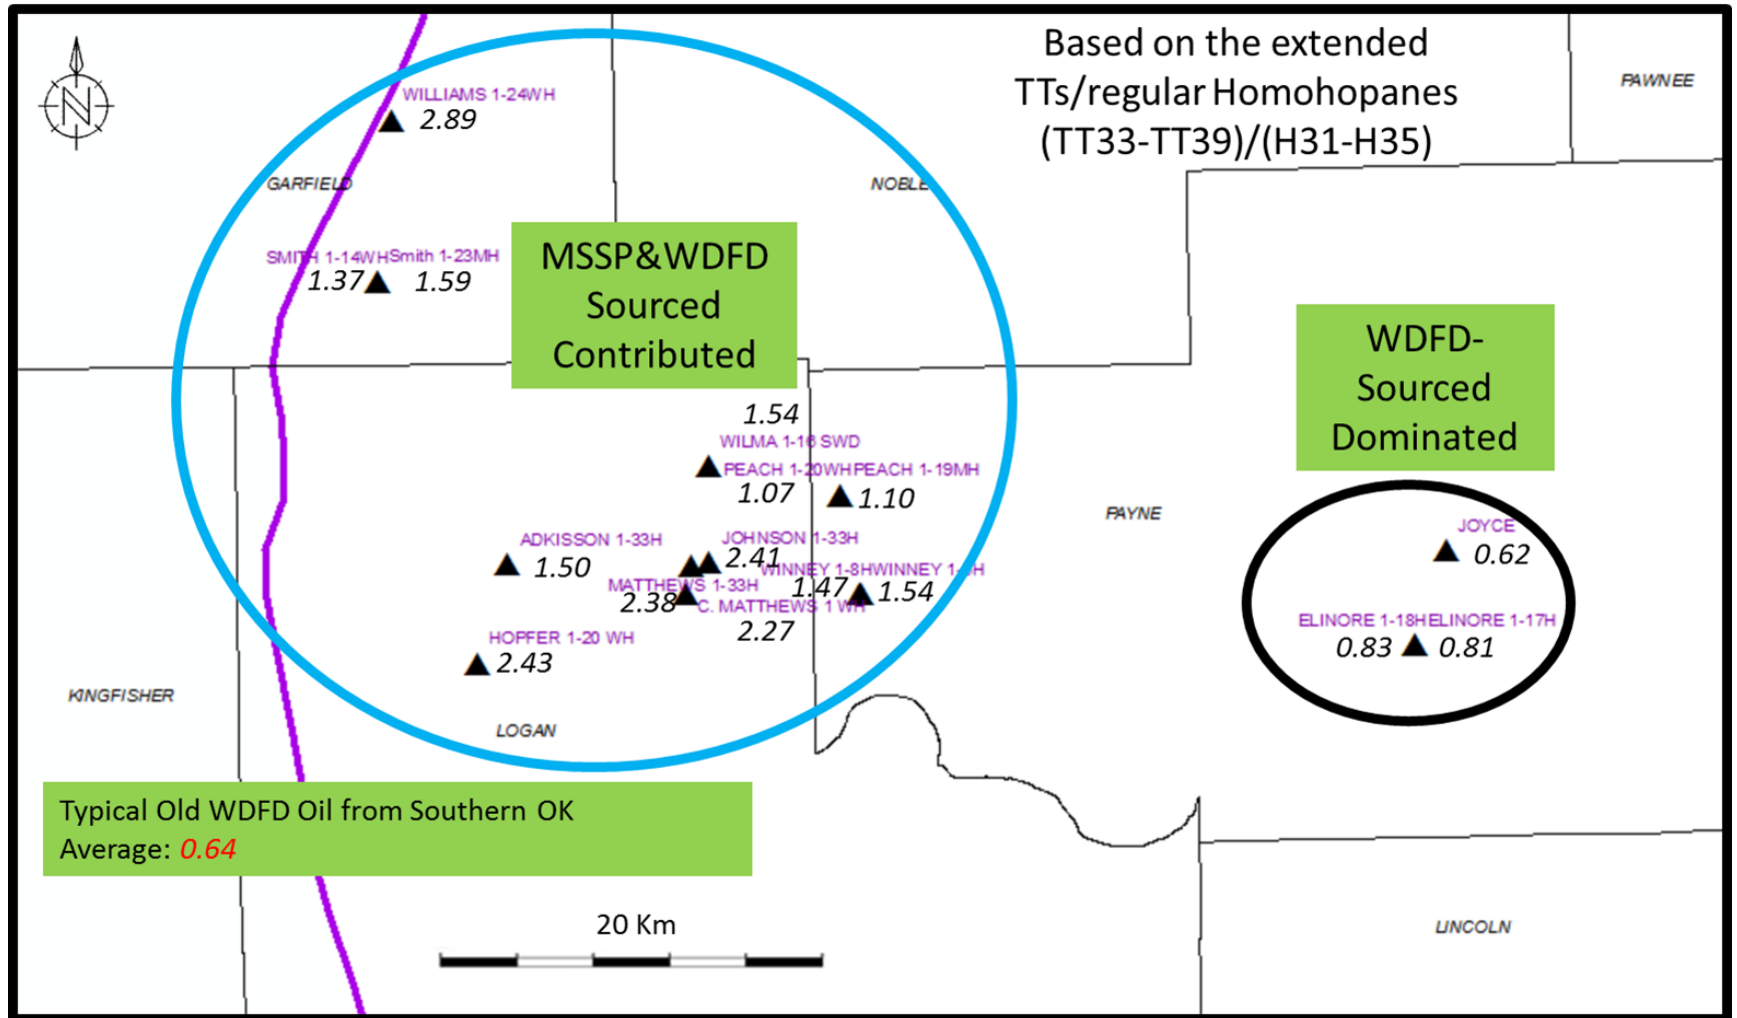 Based on the extended
TTs/regular Homohopanes
(TT33-TT39)/(H31-H35)
PAWNEE
N
WILLIAMS 1-24WH
2.89
GARFIELD
NOBLE
SMITH 1-14WH Smith 1-23MH
1.37 1.59
MSSP&WDFD
Sourced
Contributed
WDFD-
Sourced
Dominated
1.54
WILMA 1-16 SWD
PEACH 1-20WH PEACH 1-19MH
1.07 1.10
PAYNE
JOYCE
0.62
ADKISSON 1-33H
1.50
JOHNSON 1-33H
2.41
WINNEY 1-8H WINNEY
1.47 1.54
MATTHEWS 1-33H
2.38
C. MATTHEWS 1 WH
2.27
ELINORE 1-18H ELINORE 1-17H
0.83 0.81
HOPFER 1-20 WH
2.43
KINGFISHER
LOGAN
Typical Old WDFD Oil from Southern OK
Average: 0.64
20 Km
LINCOLN